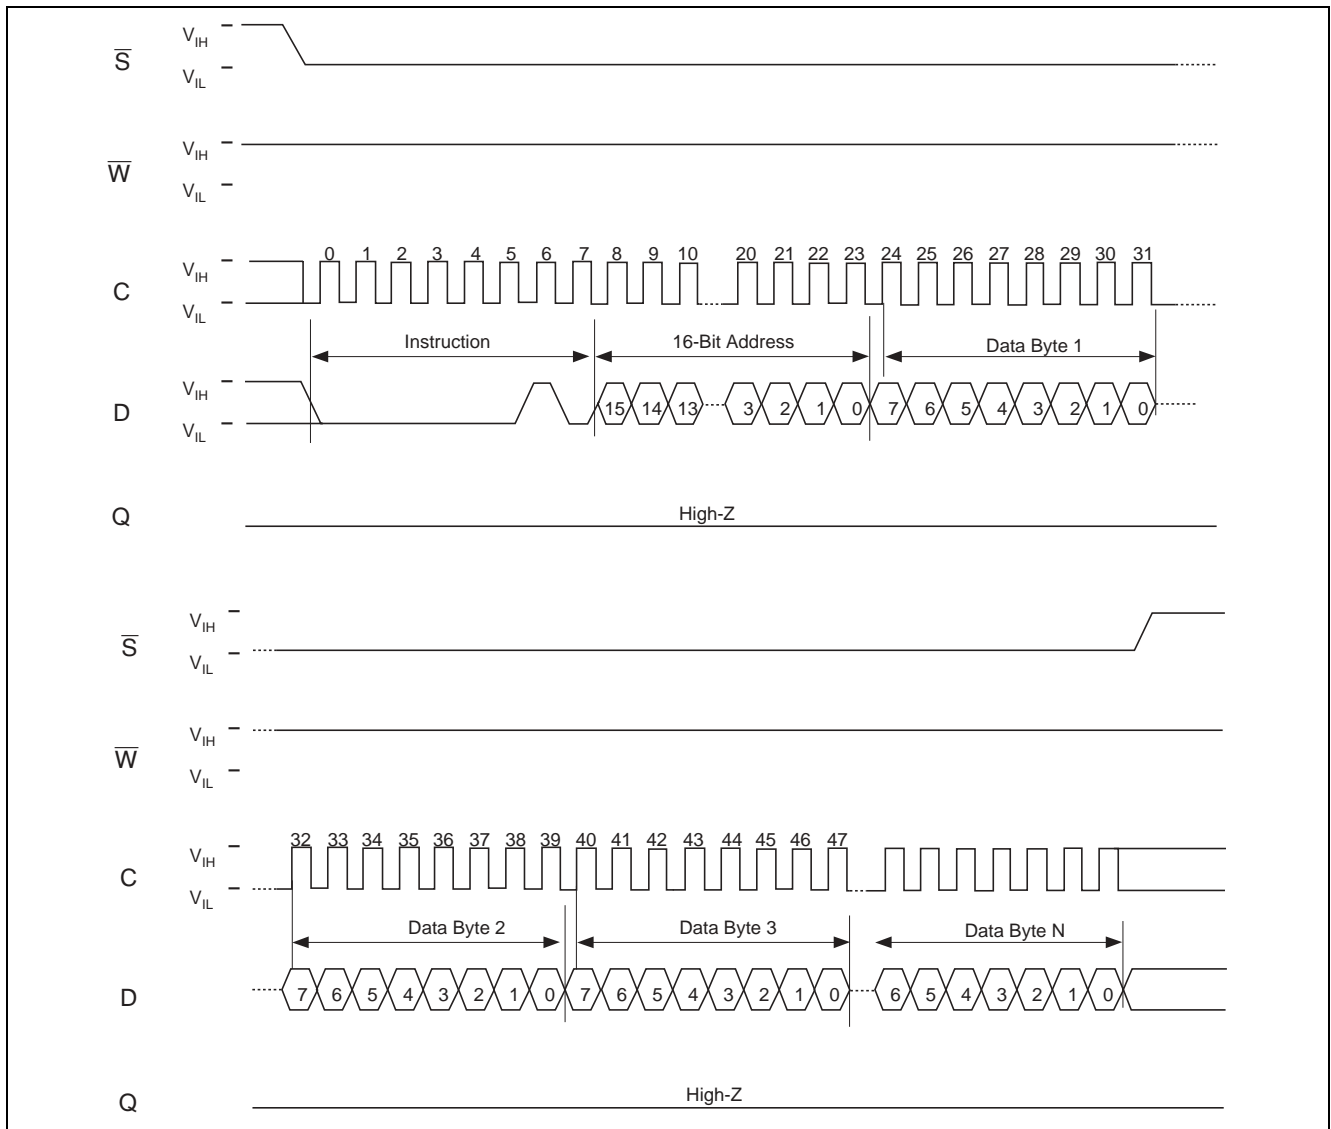 V_IH
S̅
V_IL
V_IH
W̅
V_IL
0 1 2 3 4 5 6 7 8 9 10 20 21 22 23 24 25 26 27 28 29 30 31
V_IH
C
V_IL
Instruction 16-Bit Address Data Byte 1
V_IH
D 15 14 13 3 2 1 0 7 6 5 4 3 2 1 0
V_IL
Q High-Z
V_IH
S̅
V_IL
V_IH
W̅
V_IL
32 33 34 35 36 37 38 39 40 41 42 43 44 45 46 47
V_IH
C
V_IL
Data Byte 2 Data Byte 3 Data Byte N
D 7 6 5 4 3 2 1 0 7 6 5 4 3 2 1 0 6 5 4 3 2 1 0
Q High-Z